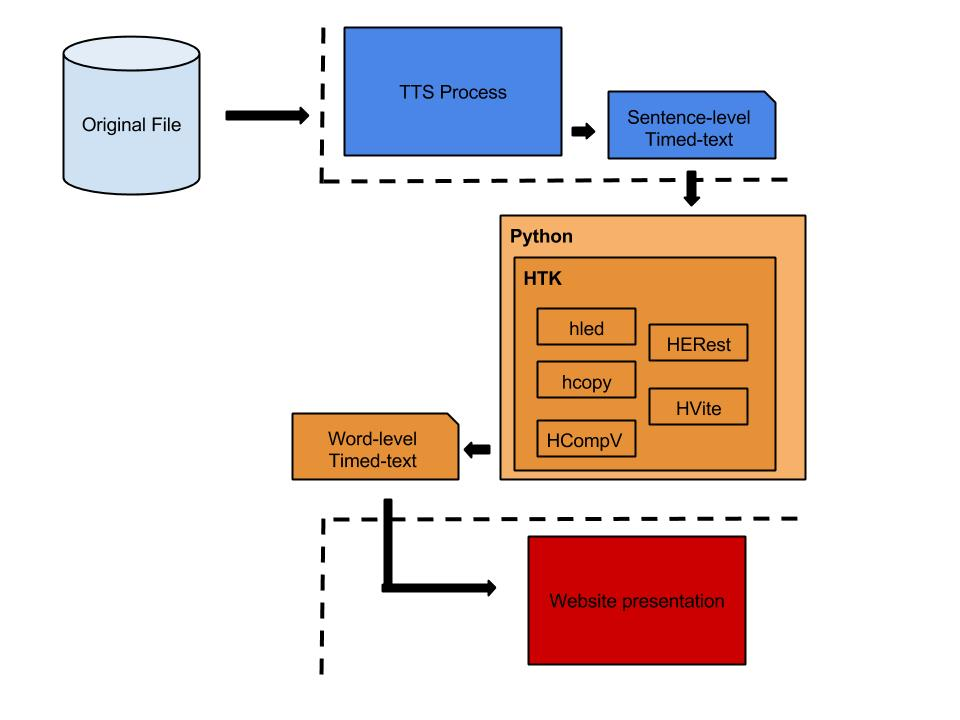 Original File
TTS Process
Sentence-level
Timed-text
Python
HTK
hled
HERest
hcopy
HVite
HCompV
Word-level
Timed-text
Website presentation